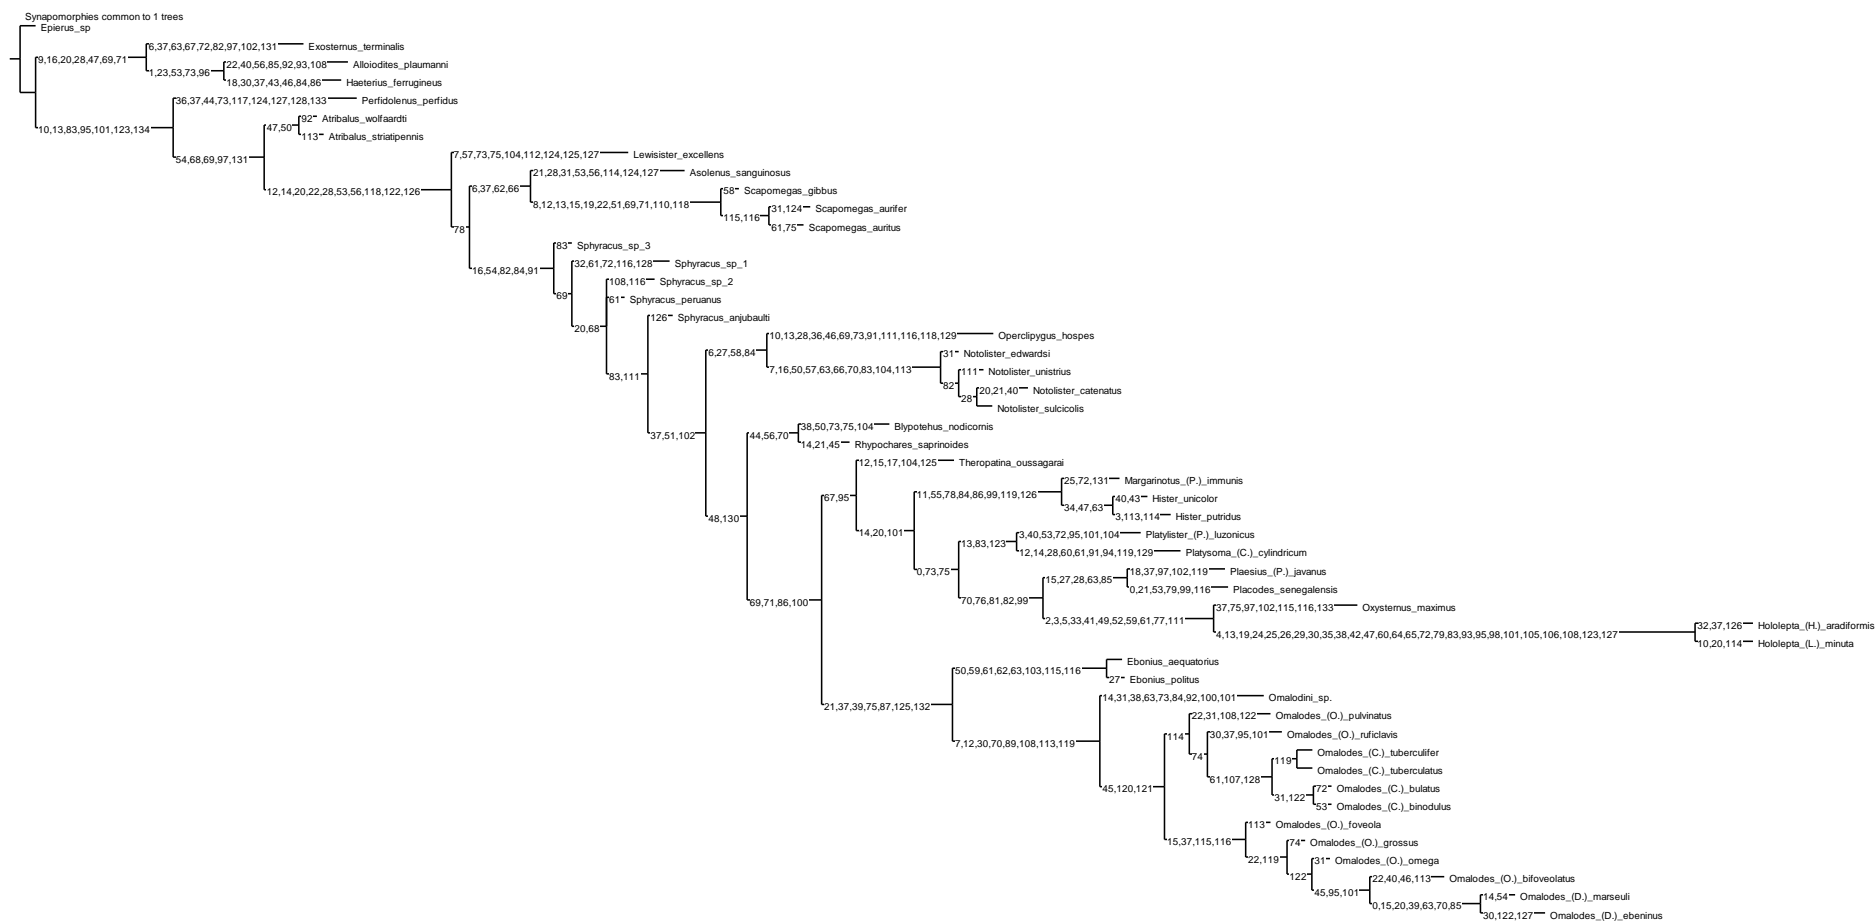 Synapomorphies common to 1 trees
Epierus_sp
6,37,63,67,72,82,97,102,131 Exosternus_terminalis
9,16,20,28,47,69,71
22,40,56,85,92,93,108 Alloiodites_plaumanni
1,23,53,73,96
18,30,37,43,46,84,86 Haeterius_ferrugineus
36,37,44,73,117,124,127,128,133 Perfidolenus_perfidus
92 Atribalus_wolfaardti
10,13,83,95,101,123,134
47,50
113 Atribalus_striatipennis
7,57,73,75,104,112,124,125,127 Lewisister_excellens
54,68,69,97,131
21,28,31,53,56,114,124,127 Asolenus_sanguinosus
6,37,62,66
12,14,20,22,28,53,56,118,122,126
58 Scapomegas_gibbus
8,12,13,15,19,22,51,69,71,110,118
31,124 Scapomegas_aurifer
115,116
61,75 Scapomegas_auritus
78
83 Sphyracus_sp_3
32,61,72,116,128 Sphyracus_sp_1
16,54,82,84,91
108,116 Sphyracus_sp_2
69
61 Sphyracus_peruanus
126 Sphyracus_anjubaulti
20,68
10,13,28,36,46,69,73,91,111,116,118,129 Operclipygus_hospes
6,27,58,84
31 Notolister_edwardsi
7,16,50,57,63,66,70,83,104,113
111 Notolister_unistrius
83,111
82
20,21,40 Notolister_catenatus
28
Notolister_sulcicolis
38,50,73,75,104 Blypotehus_nodicornis
37,51,102
44,56,70
14,21,45 Rhypochares_saprinoides
12,15,17,104,125 Theropatina_oussagarai
25,72,131 Margarinotus_(P.)_immunis
11,55,78,84,86,99,119,126
67,95
40,43 Hister_unicolor
34,47,63
3,113,114 Hister_putridus
48,130
14,20,101
3,40,53,72,95,101,104 Platylister_(P.)_luzonicus
13,83,123
12,14,28,60,61,91,94,119,129 Platysoma_(C.)_cylindricum
0,73,75
18,37,97,102,119 Plaesius_(P.)_javanus
15,27,28,63,85
0,21,53,79,99,116 Placodes_senegalensis
70,76,81,82,99
69,71,86,100
37,75,97,102,115,116,133 Oxysternus_maximus
2,3,5,33,41,49,52,59,61,77,111
32,37,126 Hololepta_(H.)_aradiformis
4,13,19,24,25,26,29,30,35,38,42,47,60,64,65,72,79,83,93,95,98,101,105,106,108,123,127
10,20,114 Hololepta_(L.)_minuta
Ebonius_aequatorius
50,59,61,62,63,103,115,116
27 Ebonius_politus
14,31,38,63,73,84,92,100,101 Omalodini_sp.
21,37,39,75,87,125,132
22,31,108,122 Omalodes_(O.)_pulvinatus
114
30,37,95,101 Omalodes_(O.)_ruficlavis
7,12,30,70,89,108,113,119
74
Omalodes_(C.)_tuberculifer
119
Omalodes_(C.)_tuberculatus
61,107,128
72 Omalodes_(C.)_bulatus
45,120,121
31,122
53 Omalodes_(C.)_binodulus
113 Omalodes_(O.)_foveola
15,37,115,116
74 Omalodes_(O.)_grossus
22,119
31 Omalodes_(O.)_omega
122
22,40,46,113 Omalodes_(O.)_bifoveolatus
45,95,101
14,54 Omalodes_(D.)_marseuli
0,15,20,39,63,70,85
30,122,127 Omalodes_(D.)_ebeninus